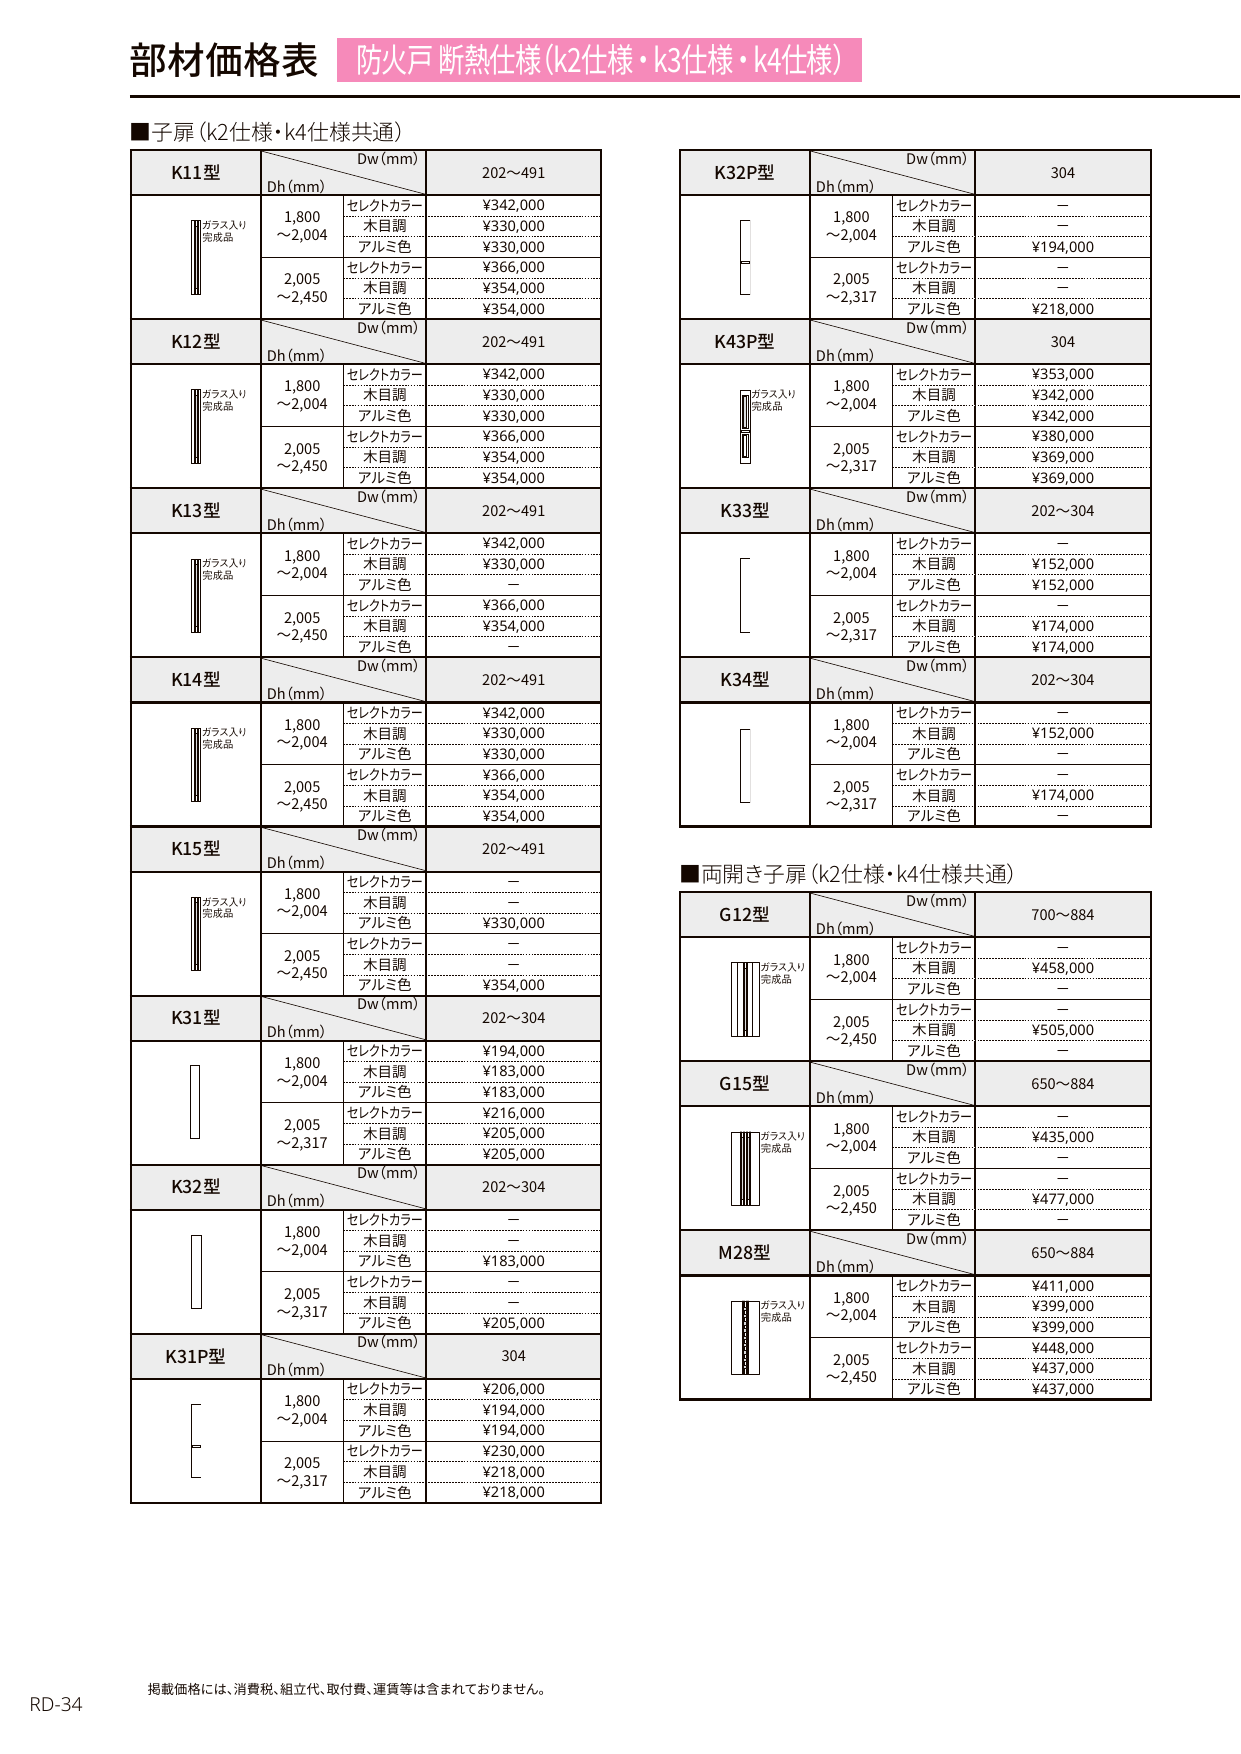 部材価格表 防火戸 断熱仕様（k2仕様・k3仕様・k4仕様）
■子扉（k2仕様・k4仕様共通）
K11型 Dw（mm） Dh（mm） 202～491
ガラス入り
完成品
1,800
～2,004
セレクトカラー ¥342,000
木目調 ¥330,000
アルミ色 ¥330,000
2,005
～2,450
セレクトカラー ¥366,000
木目調 ¥354,000
アルミ色 ¥354,000
K12型 Dw（mm） Dh（mm） 202～491
ガラス入り
完成品
1,800
～2,004
セレクトカラー ¥342,000
木目調 ¥330,000
アルミ色 ¥330,000
2,005
～2,450
セレクトカラー ¥366,000
木目調 ¥354,000
アルミ色 ¥354,000
K13型 Dw（mm） Dh（mm） 202～491
ガラス入り
完成品
1,800
～2,004
セレクトカラー ¥342,000
木目調 ¥330,000
アルミ色 －
2,005
～2,450
セレクトカラー ¥366,000
木目調 ¥354,000
アルミ色 －
K14型 Dw（mm） Dh（mm） 202～491
ガラス入り
完成品
1,800
～2,004
セレクトカラー ¥342,000
木目調 ¥330,000
アルミ色 ¥330,000
2,005
～2,450
セレクトカラー ¥366,000
木目調 ¥354,000
アルミ色 ¥354,000
K15型 Dw（mm） Dh（mm） 202～491
ガラス入り
完成品
1,800
～2,004
セレクトカラー －
木目調 －
アルミ色 ¥330,000
2,005
～2,450
セレクトカラー －
木目調 －
アルミ色 ¥354,000
K31型 Dw（mm） Dh（mm） 202～304
1,800
～2,004
セレクトカラー ¥194,000
木目調 ¥183,000
アルミ色 ¥183,000
2,005
～2,317
セレクトカラー ¥216,000
木目調 ¥205,000
アルミ色 ¥205,000
K32型 Dw（mm） Dh（mm） 202～304
1,800
～2,004
セレクトカラー －
木目調 －
アルミ色 ¥183,000
2,005
～2,317
セレクトカラー －
木目調 －
アルミ色 ¥205,000
K31P型 Dw（mm） Dh（mm） 304
1,800
～2,004
セレクトカラー ¥206,000
木目調 ¥194,000
アルミ色 ¥194,000
2,005
～2,317
セレクトカラー ¥230,000
木目調 ¥218,000
アルミ色 ¥218,000
K32P型 Dw（mm） Dh（mm） 304
1,800
～2,004
セレクトカラー －
木目調 －
アルミ色 ¥194,000
2,005
～2,317
セレクトカラー －
木目調 －
アルミ色 ¥218,000
K43P型 Dw（mm） Dh（mm） 304
ガラス入り
完成品
1,800
～2,004
セレクトカラー ¥353,000
木目調 ¥342,000
アルミ色 ¥342,000
2,005
～2,317
セレクトカラー ¥380,000
木目調 ¥369,000
アルミ色 ¥369,000
K33型 Dw（mm） Dh（mm） 202～304
1,800
～2,004
セレクトカラー －
木目調 ¥152,000
アルミ色 ¥152,000
2,005
～2,317
セレクトカラー －
木目調 ¥174,000
アルミ色 ¥174,000
K34型 Dw（mm） Dh（mm） 202～304
1,800
～2,004
セレクトカラー －
木目調 ¥152,000
アルミ色 －
2,005
～2,317
セレクトカラー －
木目調 ¥174,000
アルミ色 －
■両開き子扉（k2仕様・k4仕様共通）
G12型 Dw（mm） Dh（mm） 700～884
ガラス入り
完成品
1,800
～2,004
セレクトカラー －
木目調 ¥458,000
アルミ色 －
2,005
～2,450
セレクトカラー －
木目調 ¥505,000
アルミ色 －
G15型 Dw（mm） Dh（mm） 650～884
ガラス入り
完成品
1,800
～2,004
セレクトカラー －
木目調 ¥435,000
アルミ色 －
2,005
～2,450
セレクトカラー －
木目調 ¥477,000
アルミ色 －
M28型 Dw（mm） Dh（mm） 650～884
ガラス入り
完成品
1,800
～2,004
セレクトカラー ¥411,000
木目調 ¥399,000
アルミ色 ¥399,000
2,005
～2,450
セレクトカラー ¥448,000
木目調 ¥437,000
アルミ色 ¥437,000
掲載価格には、消費税、組立代、取付費、運賃等は含まれておりません。
RD-34